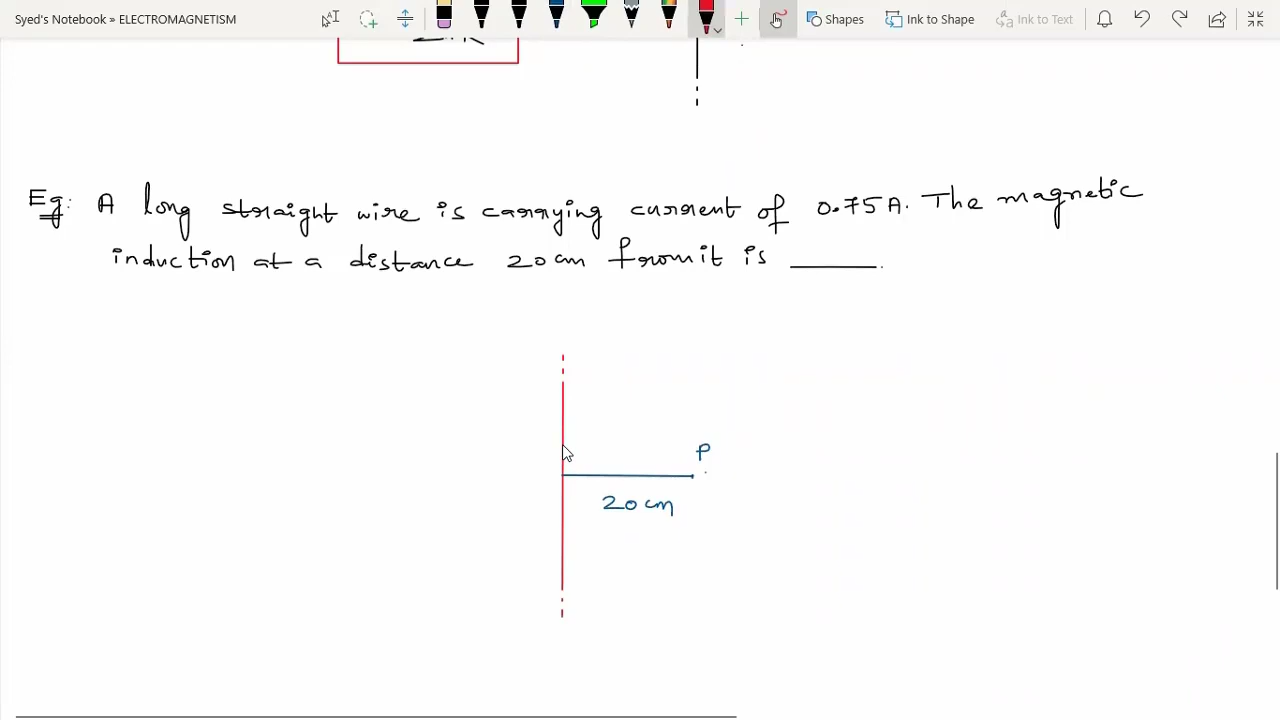 Syed's Notebook » ELECTROMAGNETISM
Shapes
Ink to Shape
Ink to Text
Eg: A long straight wire is carrying current of 0.75A. The magnetic
induction at a distance 20cm from it is ______.
P
20 cm